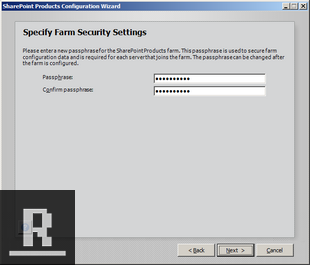 SharePoint Products Configuration Wizard
Specify Farm Security Settings
Please enter a new passphrase for the SharePoint Products farm. This passphrase is used to secure farm
configuration data and is required for each server that joins the farm. The passphrase can be changed after
the farm is configured.
Passphrase:
●●●●●●●●●●
Confirm passphrase:
●●●●●●●●●●
R
< Back
Next >
Cancel